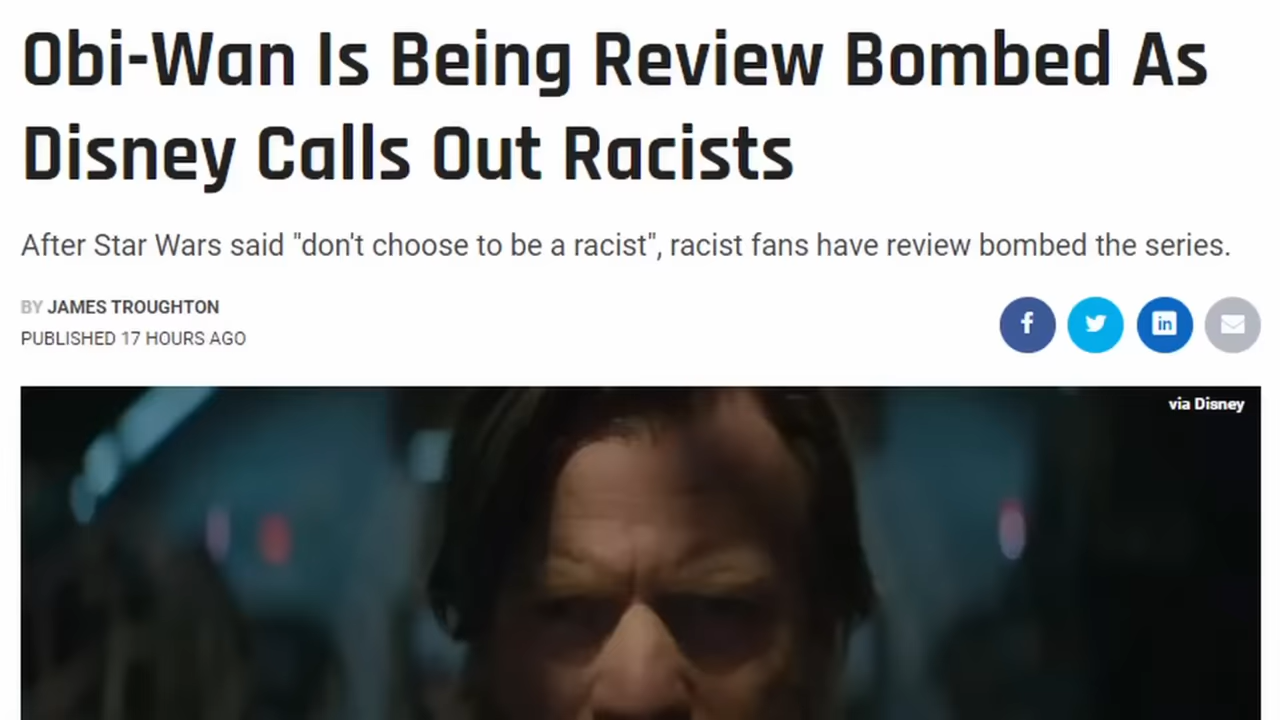 Obi-Wan Is Being Review Bombed As
Disney Calls Out Racists
After Star Wars said "don't choose to be a racist", racist fans have review bombed the series.
BY JAMES TROUGHTON
PUBLISHED 17 HOURS AGO
f
in
via Disney